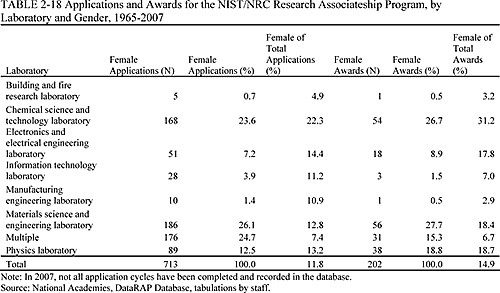 TABLE 2-18 Applications and Awards for the NIST/NRC Research Associateship Program, by
Laboratory and Gender, 1965-2007
Laboratory Female Applications (N) Female Applications (%) Female of Total Applications (%) Female Awards (N) Female Awards (%) Female of Total Awards (%)
Building and fire
research laboratory 5 0.7 4.9 1 0.5 3.2
Chemical science and
technology laboratory 168 23.6 22.3 54 26.7 31.2
Electronics and
electrical engineering
laboratory 51 7.2 14.4 18 8.9 17.8
Information technology
laboratory 28 3.9 11.2 3 1.5 7.0
Manufacturing
engineering laboratory 10 1.4 10.9 1 0.5 2.9
Materials science and
engineering laboratory 186 26.1 12.8 56 27.7 18.4
Multiple 176 24.7 7.4 31 15.3 6.7
Physics laboratory 89 12.5 13.2 38 18.8 18.7
Total 713 100.0 11.8 202 100.0 14.9
Note: In 2007, not all application cycles have been completed and recorded in the database.
Source: National Academies, DataRAP Database, tabulations by staff.